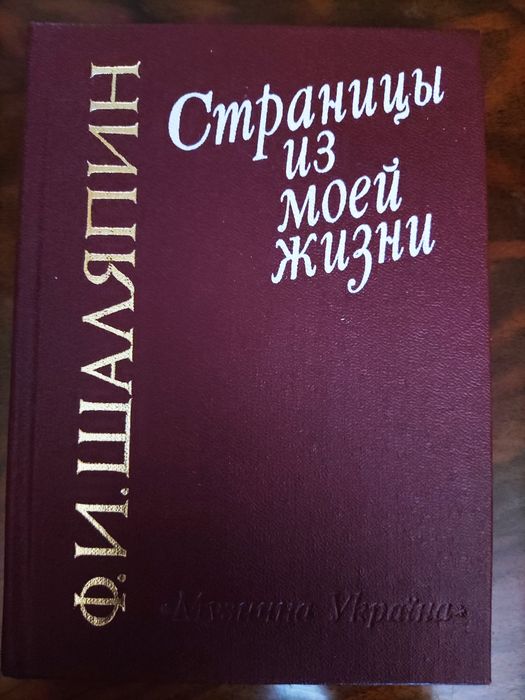 Ф.И.ШАЛЯПИН
Страницы
из
моей
жизни
«Музична Україна»